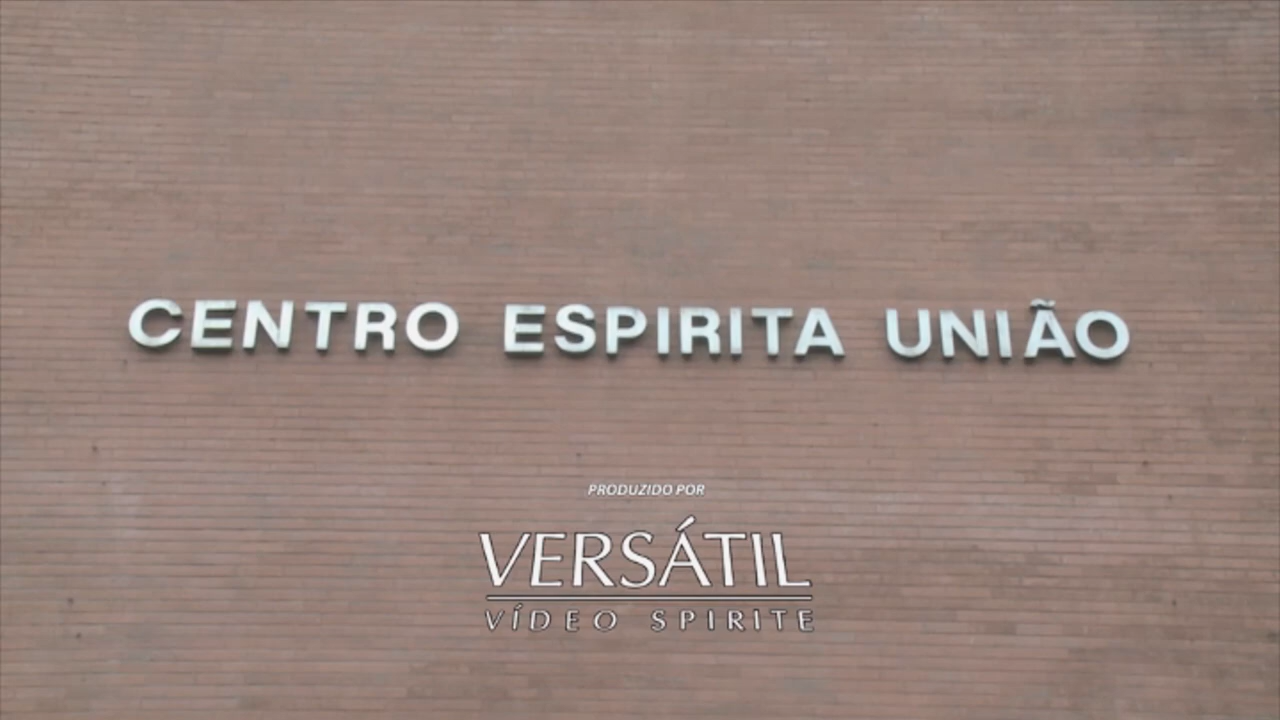 CENTRO ESPIRITA UNIÃO
PRODUZIDO POR
VERSÁTIL
VÍDEO SPIRITE